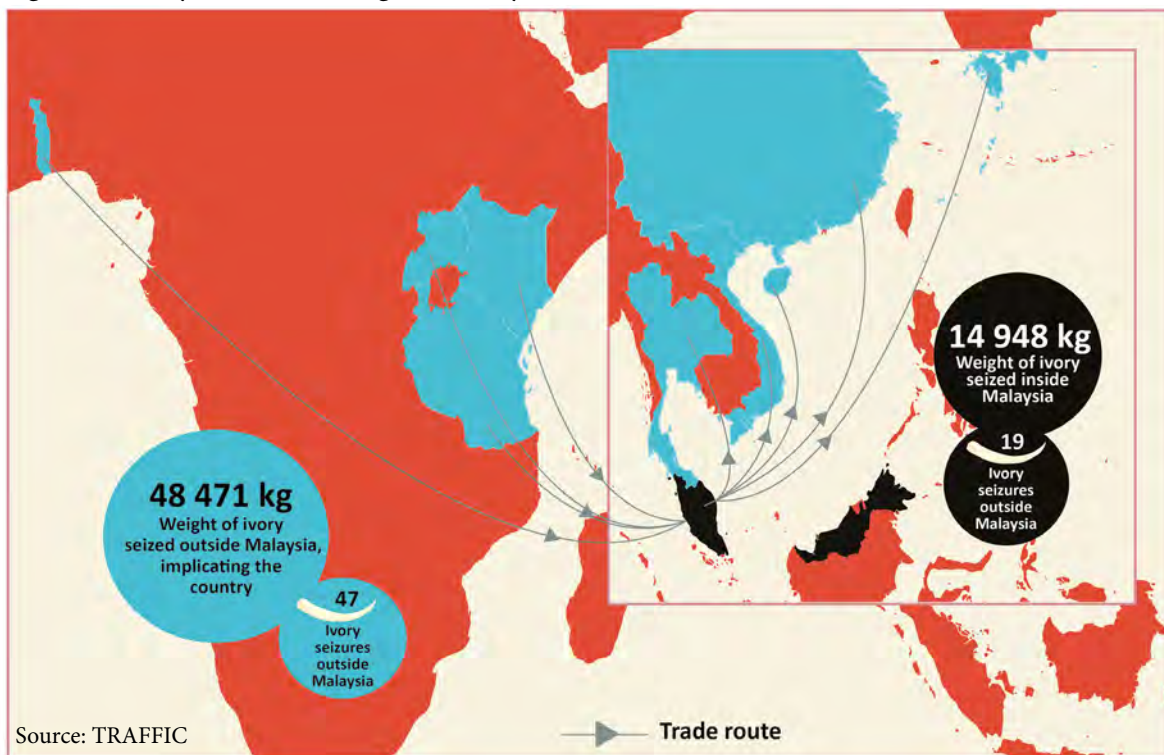 14 948 kg
Weight of ivory
seized inside
Malaysia
19
Ivory
seizures
outside
Malaysia
48 471 kg
Weight of ivory
seized outside Malaysia,
implicating the
country
47
Ivory
seizures
outside
Malaysia
Source: TRAFFIC
Trade route